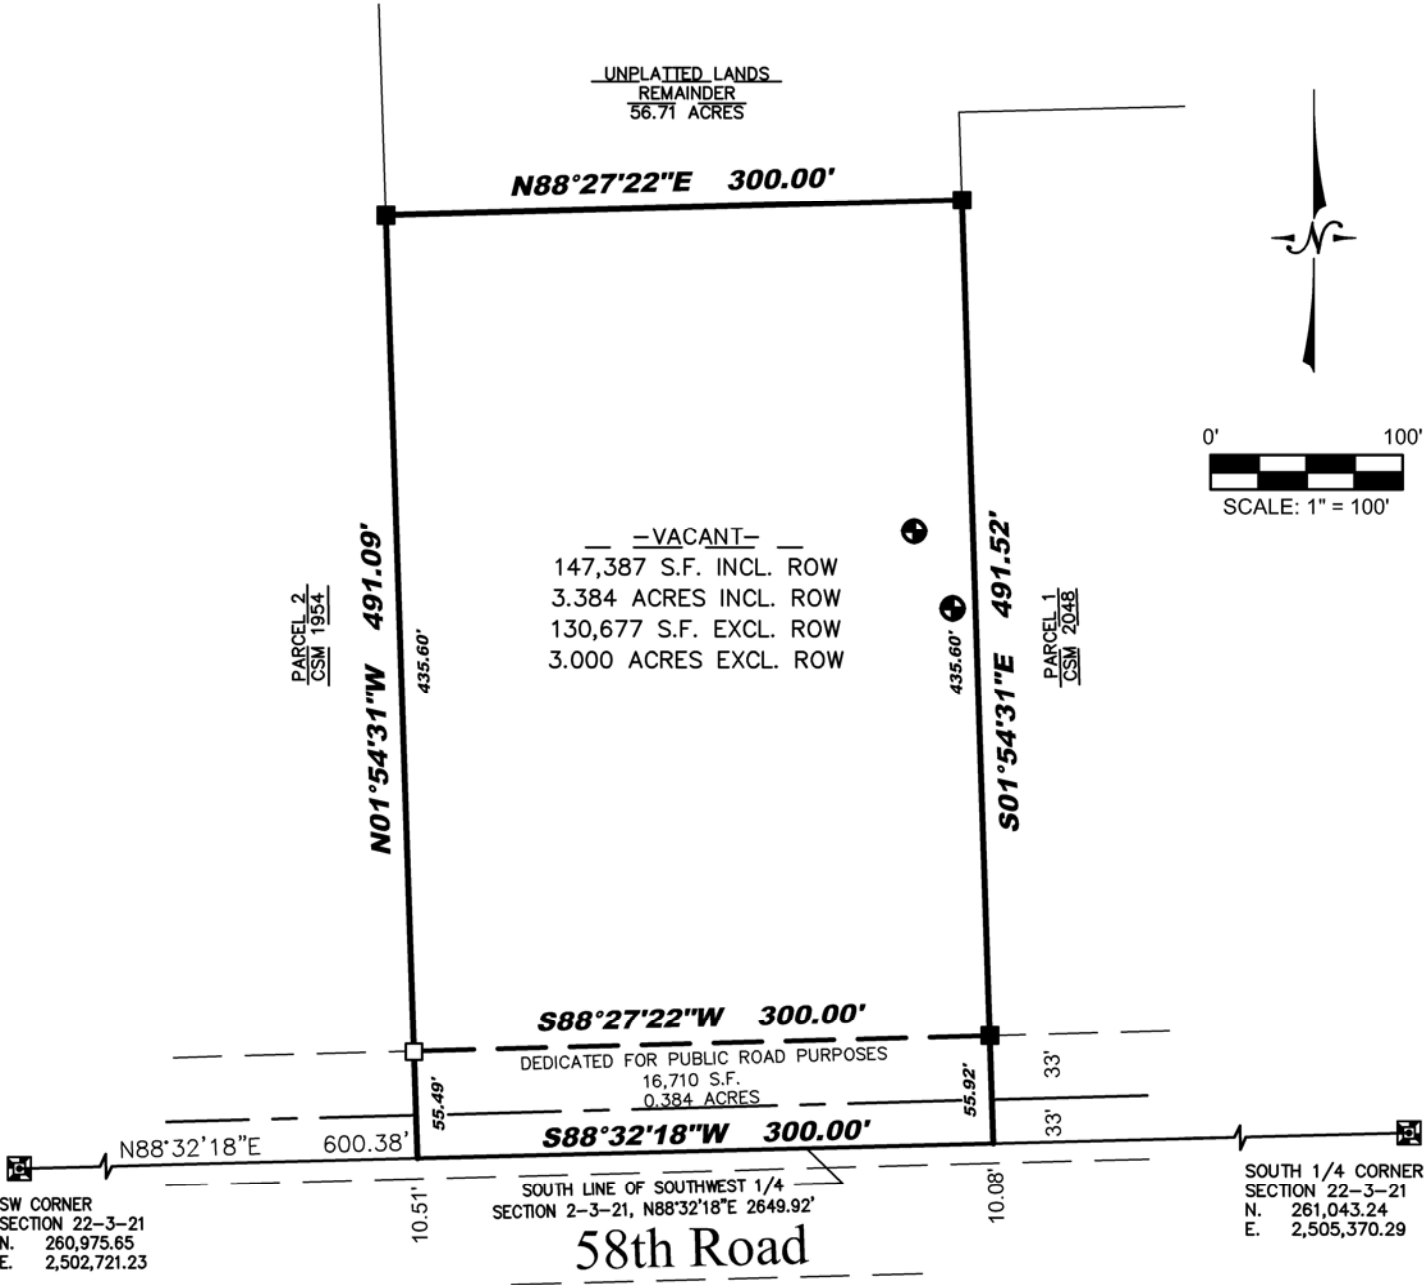 UNPLATTED LANDS
REMAINDER
56.71 ACRES
N88°27'22"E 300.00'
N
0' 100'
SCALE: 1" = 100'
-VACANT-
147,387 S.F. INCL. ROW
3.384 ACRES INCL. ROW
130,677 S.F. EXCL. ROW
3.000 ACRES EXCL. ROW
PARCEL 2
CSM 1954
N01°54'31"W 491.09'
435.60'
435.60'
S01°54'31"E 491.52'
PARCEL 1
CSM 2048
S88°27'22"W 300.00'
DEDICATED FOR PUBLIC ROAD PURPOSES
16,710 S.F.
0.384 ACRES
55.49'
55.92'
33'
33'
N88°32'18"E 600.38'
S88°32'18"W 300.00'
SW CORNER
SECTION 22-3-21
N. 260,975.65
E. 2,502,721.23
10.51'
SOUTH LINE OF SOUTHWEST 1/4
SECTION 2-3-21, N88°32'18"E 2649.92'
10.08'
SOUTH 1/4 CORNER
SECTION 22-3-21
N. 261,043.24
E. 2,505,370.29
58th Road